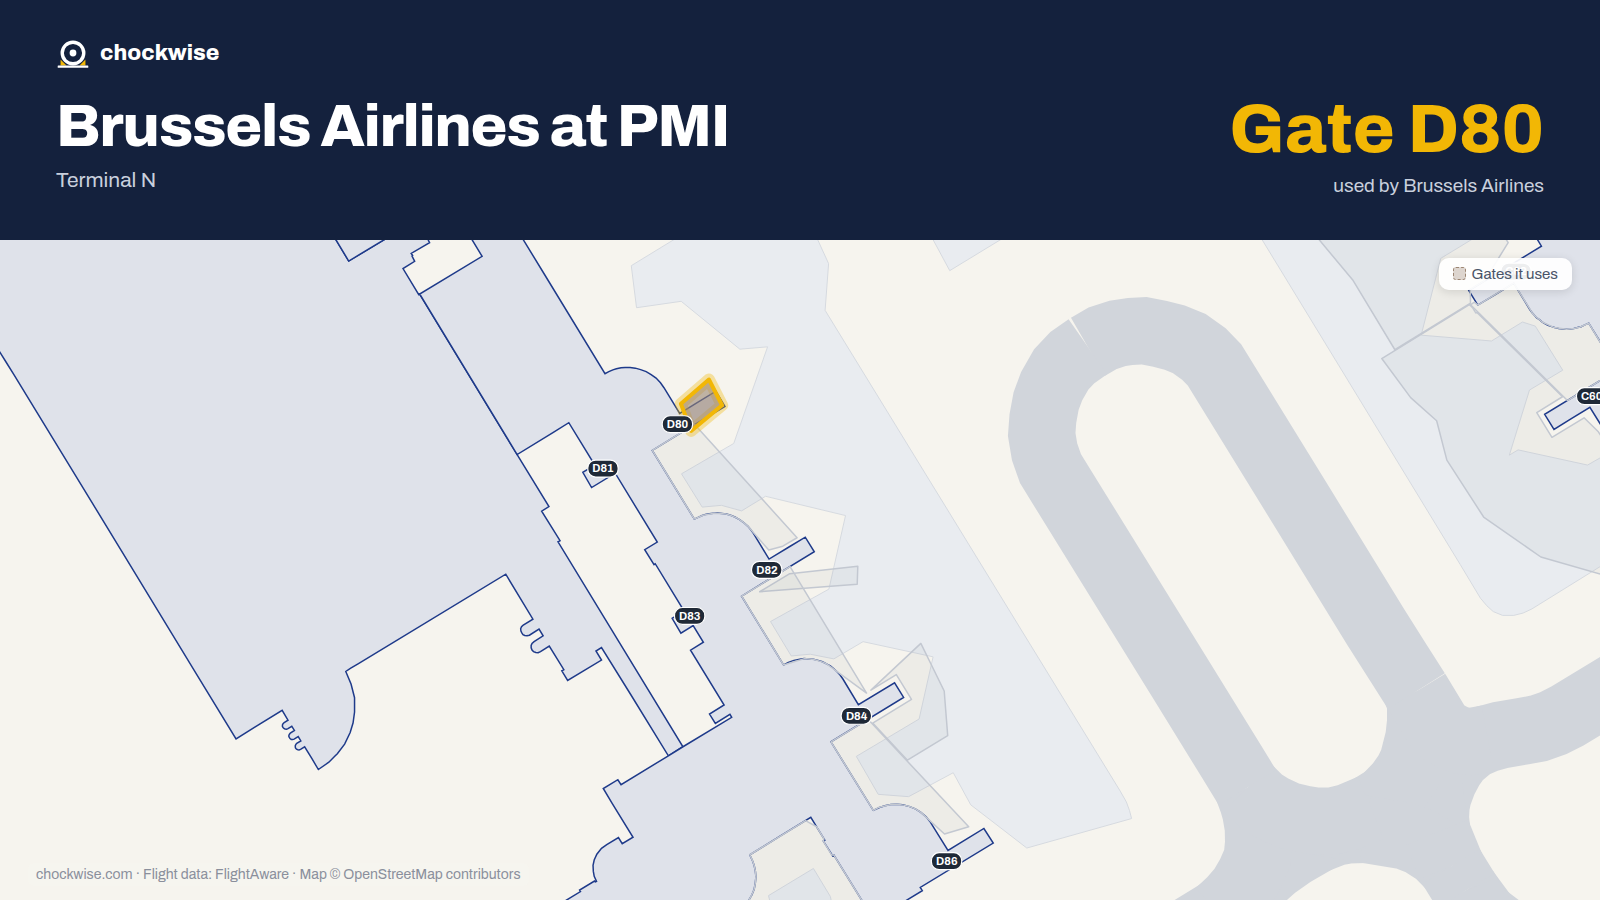 chockwise
Brussels Airlines at PMI
Terminal N
Gate D80
used by Brussels Airlines
Gates it uses
C60
D80
D81
D82
D83
D84
D86
chockwise.com · Flight data: FlightAware · Map © OpenStreetMap contributors